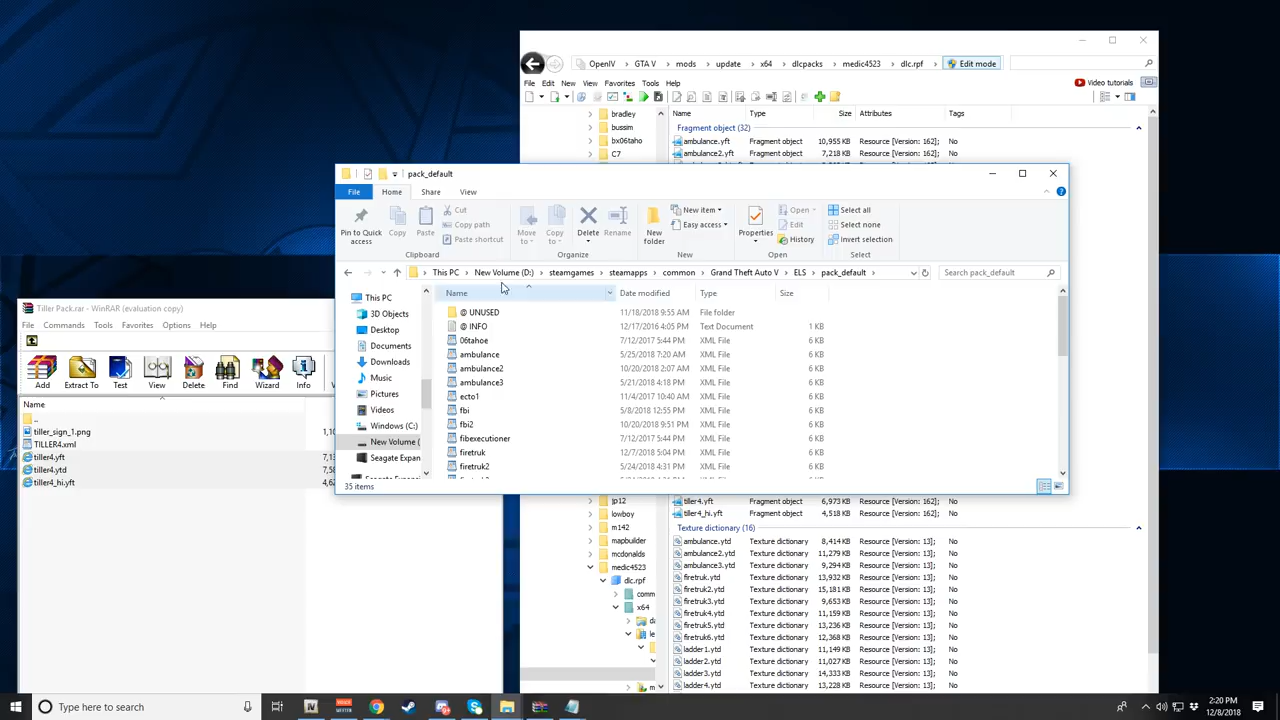 OpenIV GTA V mods update x64 dlcpacks medic4523 dlc.rpf Edit mode
File Edit New View Favorites Tools Help Video tutorials
Name Type Size Attributes Tags
bradley
bussim
bx06taho
C7
Fragment object (32)
ambulance.yft Fragment object 10,955 KB Resource [Version: 162]; No
ambulance2.yft Fragment object 7,218 KB Resource [Version: 162]; No
pack_default
File Home Share View
Pin to Quick access
Copy
Paste
Cut
Copy path
Paste shortcut
Move to
Copy to
Delete
Rename
New folder
New item
Easy access
Properties
Open
Edit
History
Select all
Select none
Invert selection
Clipboard Organize New Open Select
This PC New Volume (D:) steamgames steamapps common Grand Theft Auto V ELS pack_default
Search pack_default
Name Date modified Type Size
This PC
3D Objects
Desktop
Documents
Downloads
Music
Pictures
Videos
Windows (C:)
New Volume (
Seagate Expan
@ UNUSED 11/18/2018 9:55 AM File folder
@ INFO 12/17/2016 4:05 PM Text Document 1 KB
06tahoe 7/12/2017 5:44 PM XML File 6 KB
ambulance 5/25/2018 7:20 AM XML File 6 KB
ambulance2 10/20/2018 2:07 AM XML File 6 KB
ambulance3 5/21/2018 4:18 PM XML File 6 KB
ecto1 11/4/2017 10:40 AM XML File 6 KB
fbi 5/8/2018 12:55 PM XML File 6 KB
fbi2 10/20/2018 9:51 PM XML File 6 KB
fibexecutioner 7/12/2017 5:44 PM XML File 6 KB
firetruk 12/7/2018 5:04 PM XML File 6 KB
firetruk2 5/24/2018 4:31 PM XML File 6 KB
35 items
Tiller Pack.rar - WinRAR (evaluation copy)
File Commands Tools Favorites Options Help
Add Extract To Test View Delete Find Wizard Info
Name
..
tiller_sign_1.png
TILLER4.xml
tiller4.yft
tiller4.ytd
tiller4_hi.yft
jp12
lowboy
m142
mapbuilder
mcdonalds
medic4523
dlc.rpf
comm
x64
tiller4.yft Fragment object 6,973 KB Resource [Version: 162]; No
tiller4_hi.yft Fragment object 4,518 KB Resource [Version: 162]; No
Texture dictionary (16)
ambulance.ytd Texture dictionary 8,414 KB Resource [Version: 13]; No
ambulance2.ytd Texture dictionary 11,279 KB Resource [Version: 13]; No
ambulance3.ytd Texture dictionary 9,294 KB Resource [Version: 13]; No
firetruk.ytd Texture dictionary 13,932 KB Resource [Version: 13]; No
firetruk2.ytd Texture dictionary 15,181 KB Resource [Version: 13]; No
firetruk3.ytd Texture dictionary 9,653 KB Resource [Version: 13]; No
firetruk4.ytd Texture dictionary 13,159 KB Resource [Version: 13]; No
firetruk5.ytd Texture dictionary 13,236 KB Resource [Version: 13]; No
firetruk6.ytd Texture dictionary 12,368 KB Resource [Version: 13]; No
ladder1.ytd Texture dictionary 11,149 KB Resource [Version: 13]; No
ladder2.ytd Texture dictionary 11,027 KB Resource [Version: 13]; No
ladder3.ytd Texture dictionary 14,333 KB Resource [Version: 13]; No
ladder4.ytd Texture dictionary 13,228 KB Resource [Version: 13]; No
Type here to search
2:20 PM
12/8/2018